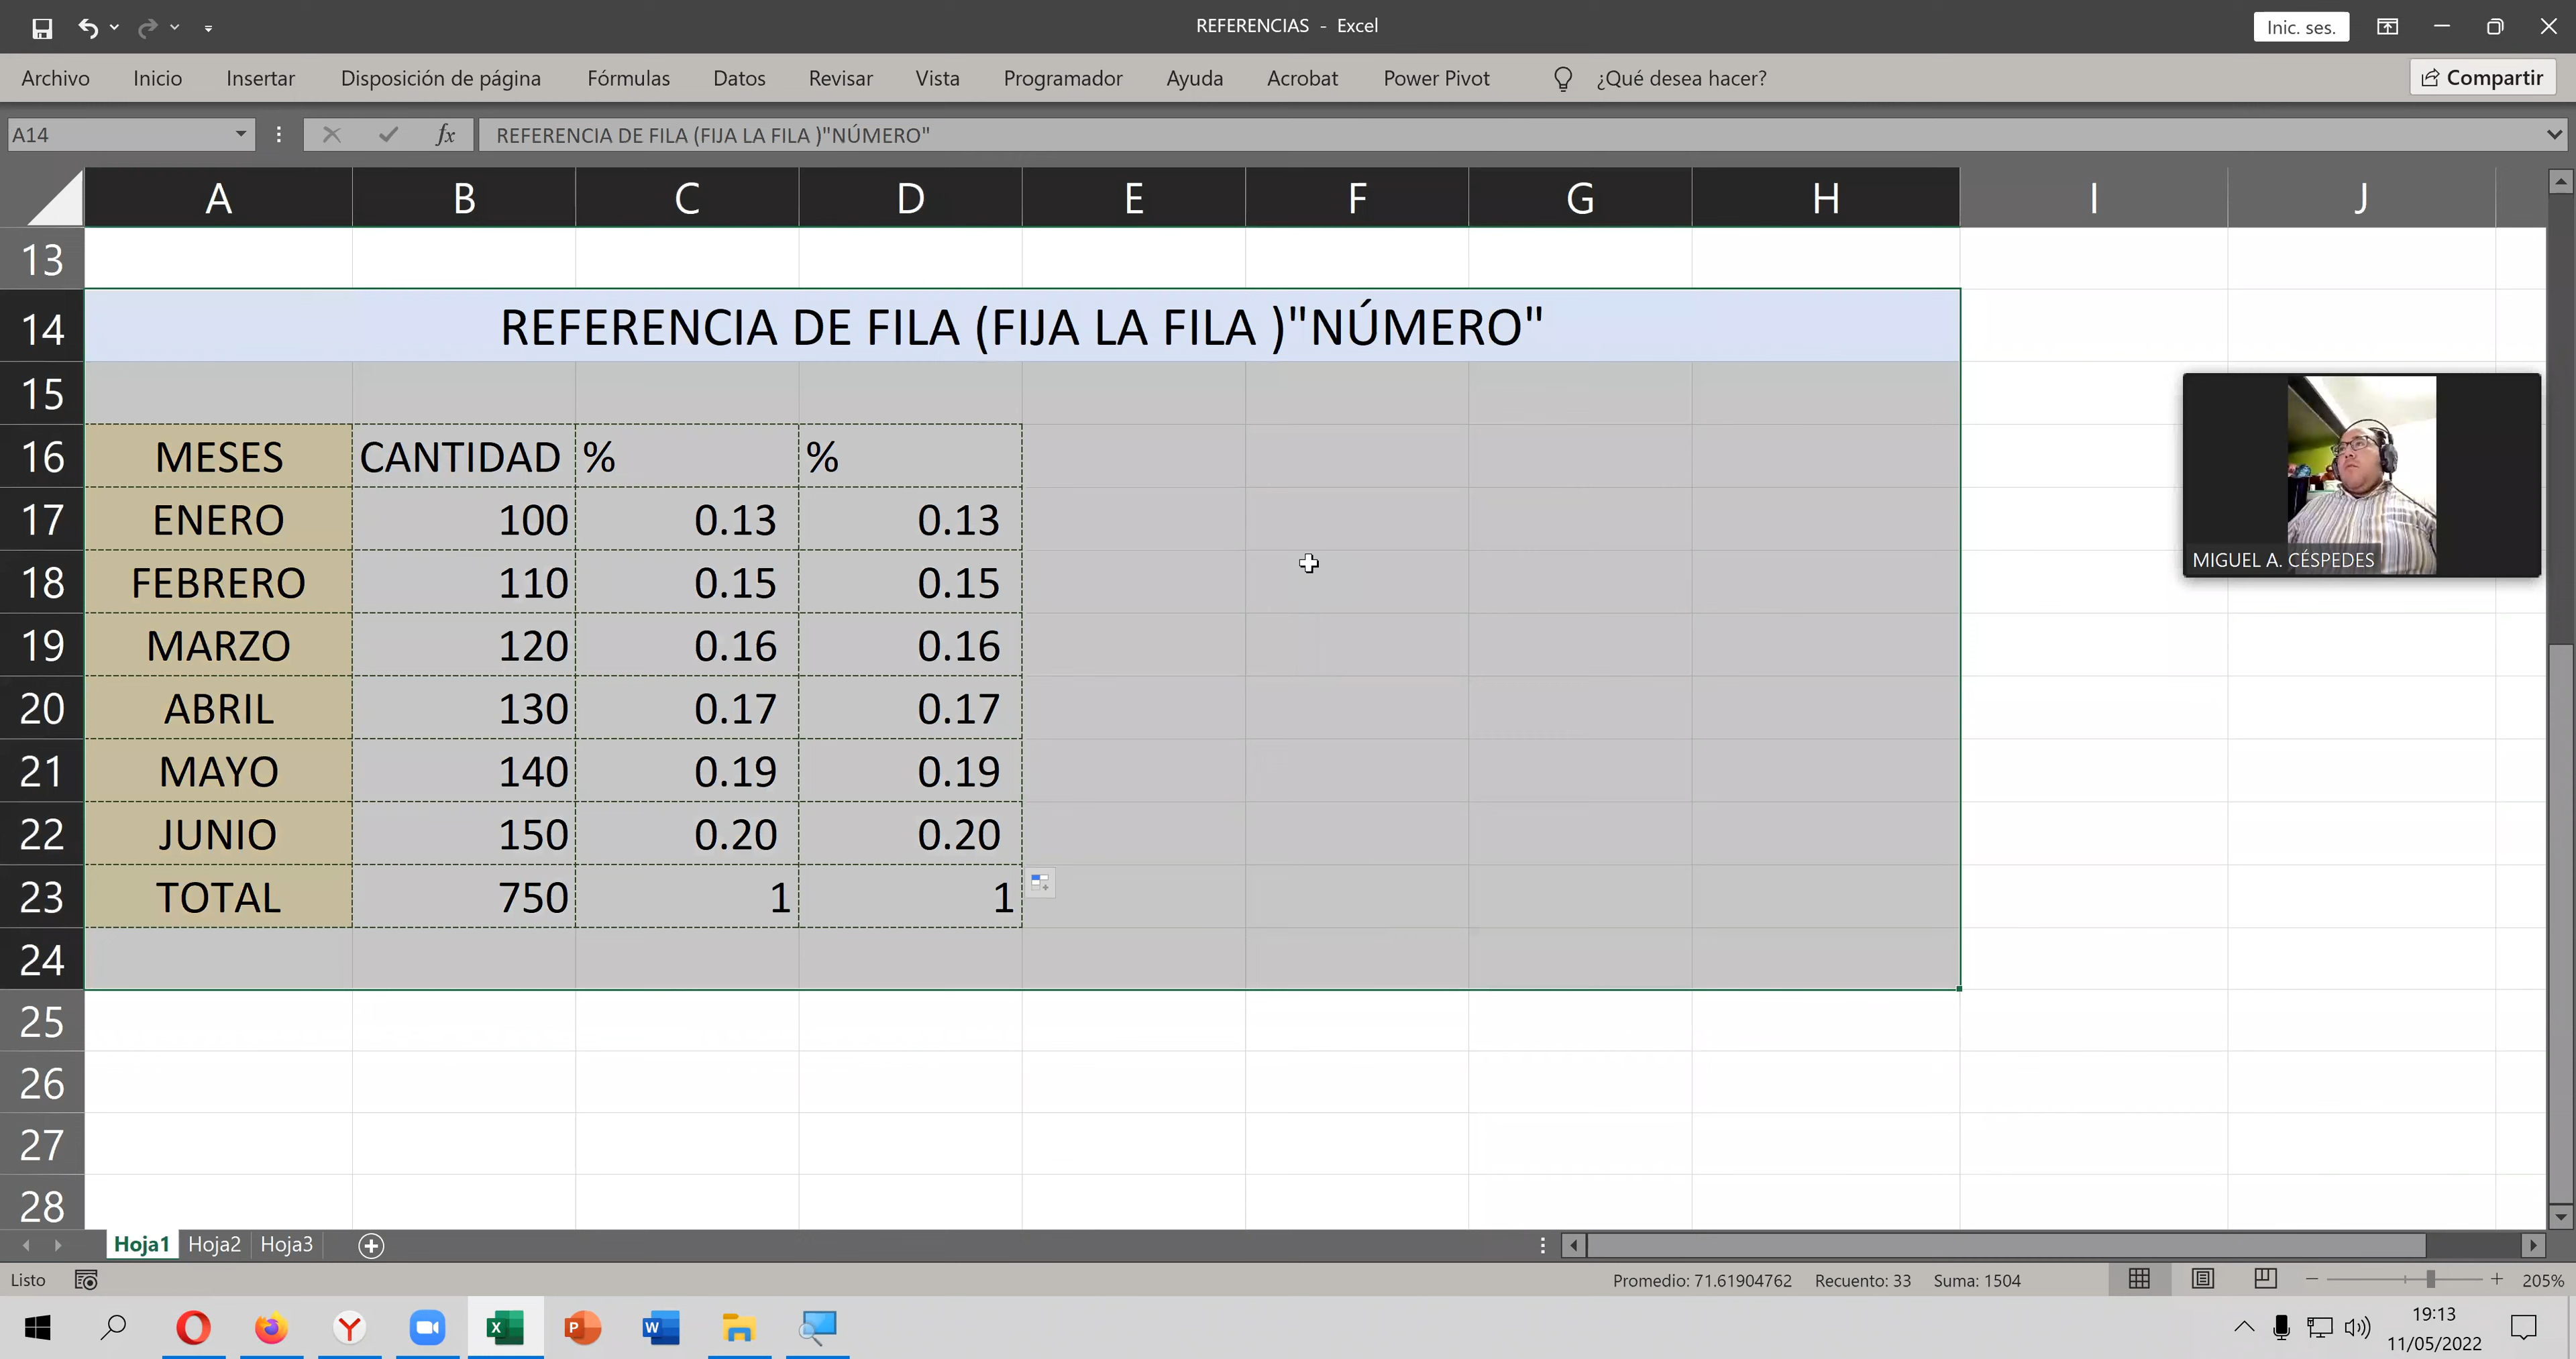 REFERENCIAS - Excel
Inic. ses.
Archivo Inicio Insertar Disposición de página Fórmulas Datos Revisar Vista Programador Ayuda Acrobat Power Pivot ¿Qué desea hacer? Compartir
A14 fx REFERENCIA DE FILA (FIJA LA FILA )"NÚMERO"
A B C D E F G H I J
13
14 REFERENCIA DE FILA (FIJA LA FILA )"NÚMERO"
15
16 MESES CANTIDAD % %
17 ENERO 100 0.13 0.13
18 FEBRERO 110 0.15 0.15
19 MARZO 120 0.16 0.16
20 ABRIL 130 0.17 0.17
21 MAYO 140 0.19 0.19
22 JUNIO 150 0.20 0.20
23 TOTAL 750 1 1
24
25
26
27
28
MIGUEL A. CÉSPEDES
Hoja1 Hoja2 Hoja3
Listo Promedio: 71.61904762 Recuento: 33 Suma: 1504 205%
19:13
11/05/2022